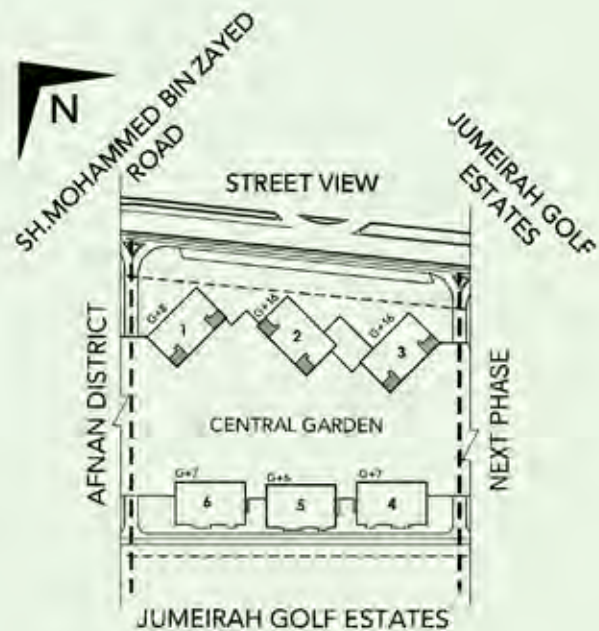 N
SH.MOHAMMED BIN ZAYED
ROAD
JUMEIRAH GOLF
ESTATES
STREET VIEW
AFNAN DISTRICT
NEXT PHASE
G+8
1
G+16
2
G+16
3
CENTRAL GARDEN
G+7
6
5
G+7
4
JUMEIRAH GOLF ESTATES